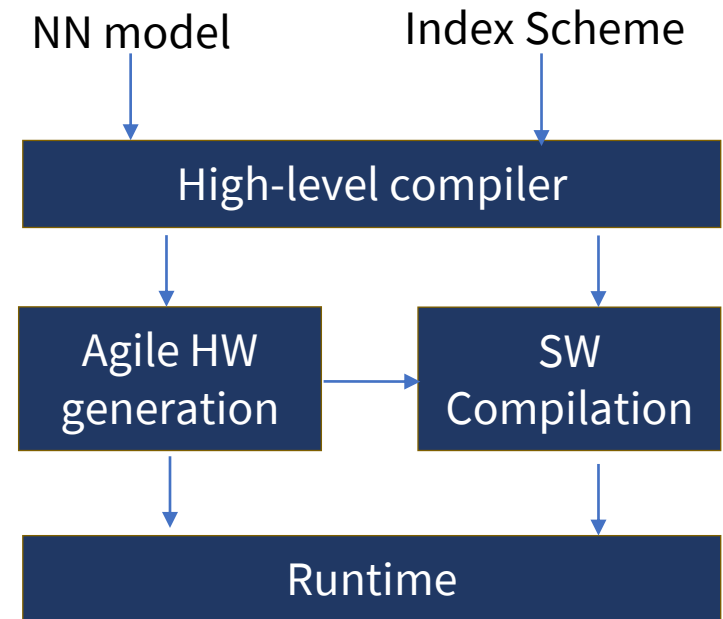 NN model
Index Scheme
High-level compiler
Agile HW
generation
SW
Compilation
Runtime